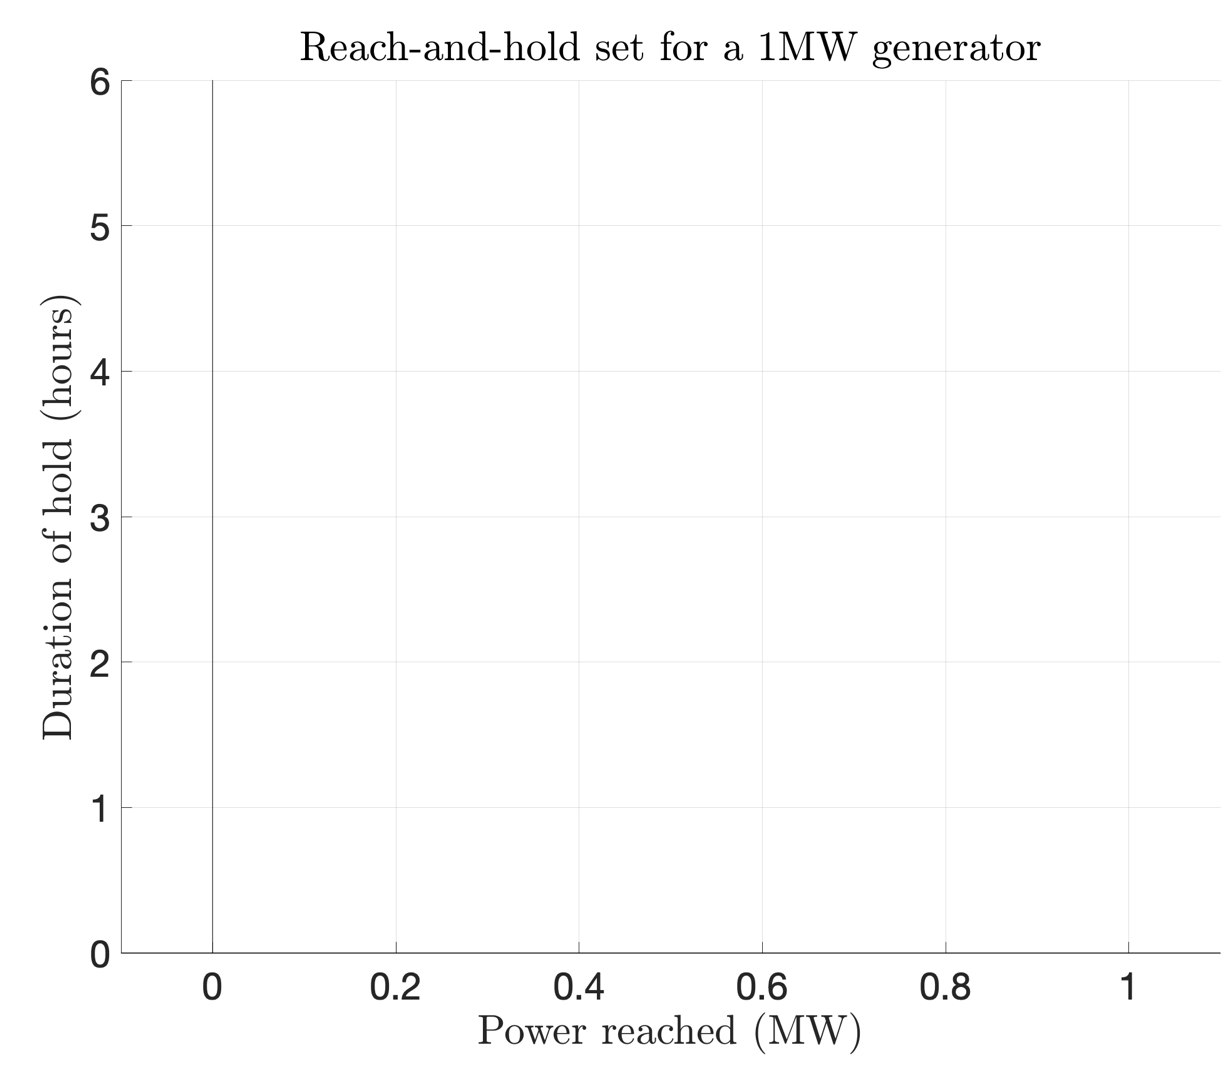 Reach-and-hold set for a 1MW generator
6
5
4
3
2
1
0
Duration of hold (hours)
0 0.2 0.4 0.6 0.8 1
Power reached (MW)